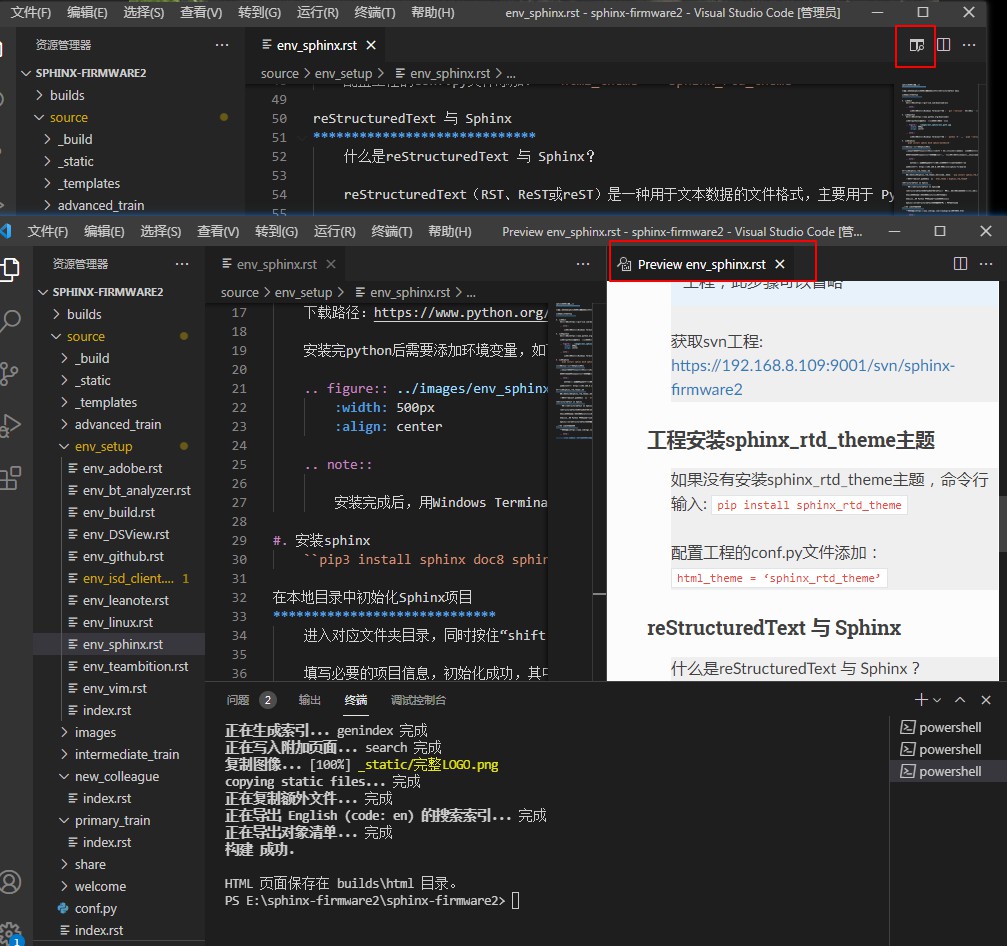 文件(F) 编辑(E) 选择(S) 查看(V) 转到(G) 运行(R) 终端(T) 帮助(H) env_sphinx.rst - sphinx-firmware2 - Visual Studio Code [管理员]
资源管理器 ··· env_sphinx.rst
SPHINX-FIRMWARE2
source > env_setup > env_sphinx.rst > ...
builds
source
_build
_static
_templates
advanced_train
49
50 reStructuredText 与 Sphinx
51 *****************************
52 什么是reStructuredText 与 Sphinx?
53
54 reStructuredText（RST、ReST或reST）是一种用于文本数据的文件格式，主要用于 Py
55
文件(F) 编辑(E) 选择(S) 查看(V) 转到(G) 运行(R) 终端(T) 帮助(H) Preview env_sphinx.rst - sphinx-firmware2 - Visual Studio Code [管...
资源管理器 ···
SPHINX-FIRMWARE2
builds
source
_build
_static
_templates
advanced_train
env_setup
env_adobe.rst
env_bt_analyzer.rst
env_build.rst
env_DSView.rst
env_github.rst
env_isd_client.... 1
env_leanote.rst
env_linux.rst
env_sphinx.rst
env_teambition.rst
env_vim.rst
index.rst
images
intermediate_train
new_colleague
index.rst
primary_train
index.rst
share
welcome
conf.py
index.rst
1
env_sphinx.rst ···
source > env_setup > env_sphinx.rst > ...
17 下载路径：https://www.python.org/
18
19 安装完python后需要添加环境变量，如
20
21 .. figure:: ../images/env_sphinx
22 :width: 500px
23 :align: center
24
25 .. note::
26
27 安装完成后，用Windows Termina
28
29 #. 安装sphinx
30 ``pip3 install sphinx doc8 sphin
31
32 在本地目录中初始化Sphinx项目
33 *****************************
34 进入对应文件夹目录，同时按住“shift
35
36 填写必要的项目信息，初始化成功，其中
Preview env_sphinx.rst ···
工程，此步骤可以省略
获取svn工程:
https://192.168.8.109:9001/svn/sphinx-
firmware2
工程安装sphinx_rtd_theme主题
如果没有安装sphinx_rtd_theme主题，命令行
输入: pip install sphinx_rtd_theme
配置工程的conf.py文件添加：
html_theme = ‘sphinx_rtd_theme’
reStructuredText 与 Sphinx
什么是reStructuredText 与 Sphinx？
问题 2 输出 终端 调试控制台
正在生成索引... genindex 完成
正在写入附加页面... search 完成
复制图像... [100%] _static/完整LOGO.png
copying static files... 完成
正在复制额外文件... 完成
正在导出 English (code: en) 的搜索索引... 完成
正在导出对象清单... 完成
构建 成功.
HTML 页面保存在 builds\html 目录。
PS E:\sphinx-firmware2\sphinx-firmware2>
powershell
powershell
powershell